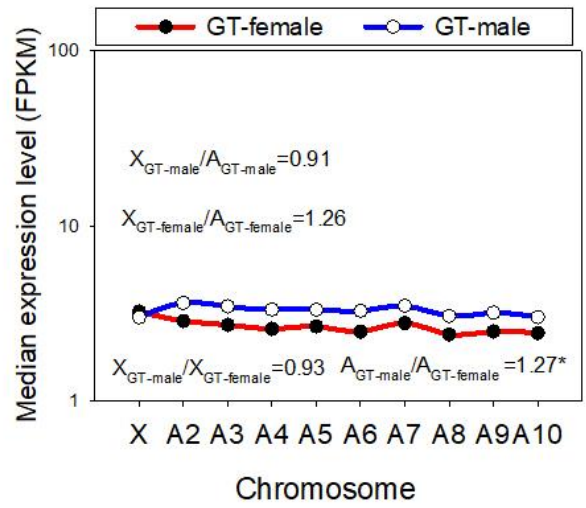 GT-female GT-male
Median expression level (FPKM)
100
10
1
X_GT-male/A_GT-male=0.91
X_GT-female/A_GT-female=1.26
X_GT-male/X_GT-female=0.93 A_GT-male/A_GT-female=1.27*
X A2 A3 A4 A5 A6 A7 A8 A9 A10
Chromosome